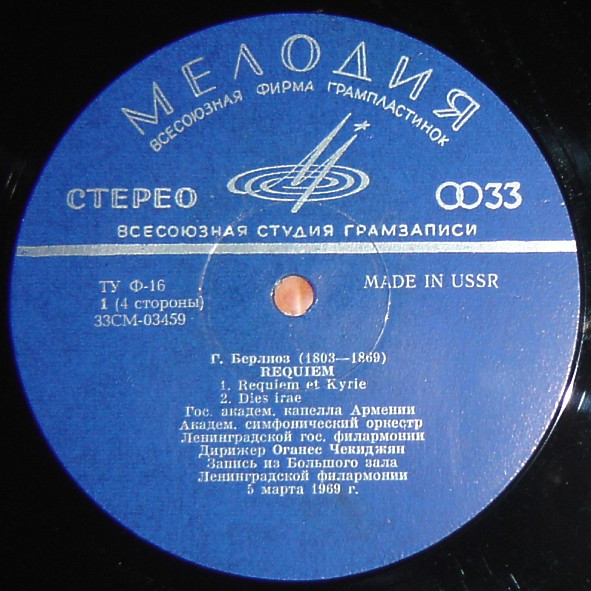 МЕЛОДИЯ
ВСЕСОЮЗНАЯ ФИРМА ГРАМПЛАСТИНОК
СТЕРЕО
33
ВСЕСОЮЗНАЯ СТУДИЯ ГРАМЗАПИСИ
ТУ Ф-16
MADE IN USSR
1 (4 стороны)
33СМ-03459
Г. Берлиоз (1803—1869)
REQUIEM
1. Requiem et Kyrie
2. Dies irae
Гос. академ. капелла Армении
Академ. симфонический оркестр
Ленинградской гос. филармонии
Дирижер Оганес Чекиджян
Запись из Большого зала
Ленинградской филармонии
5 марта 1969 г.